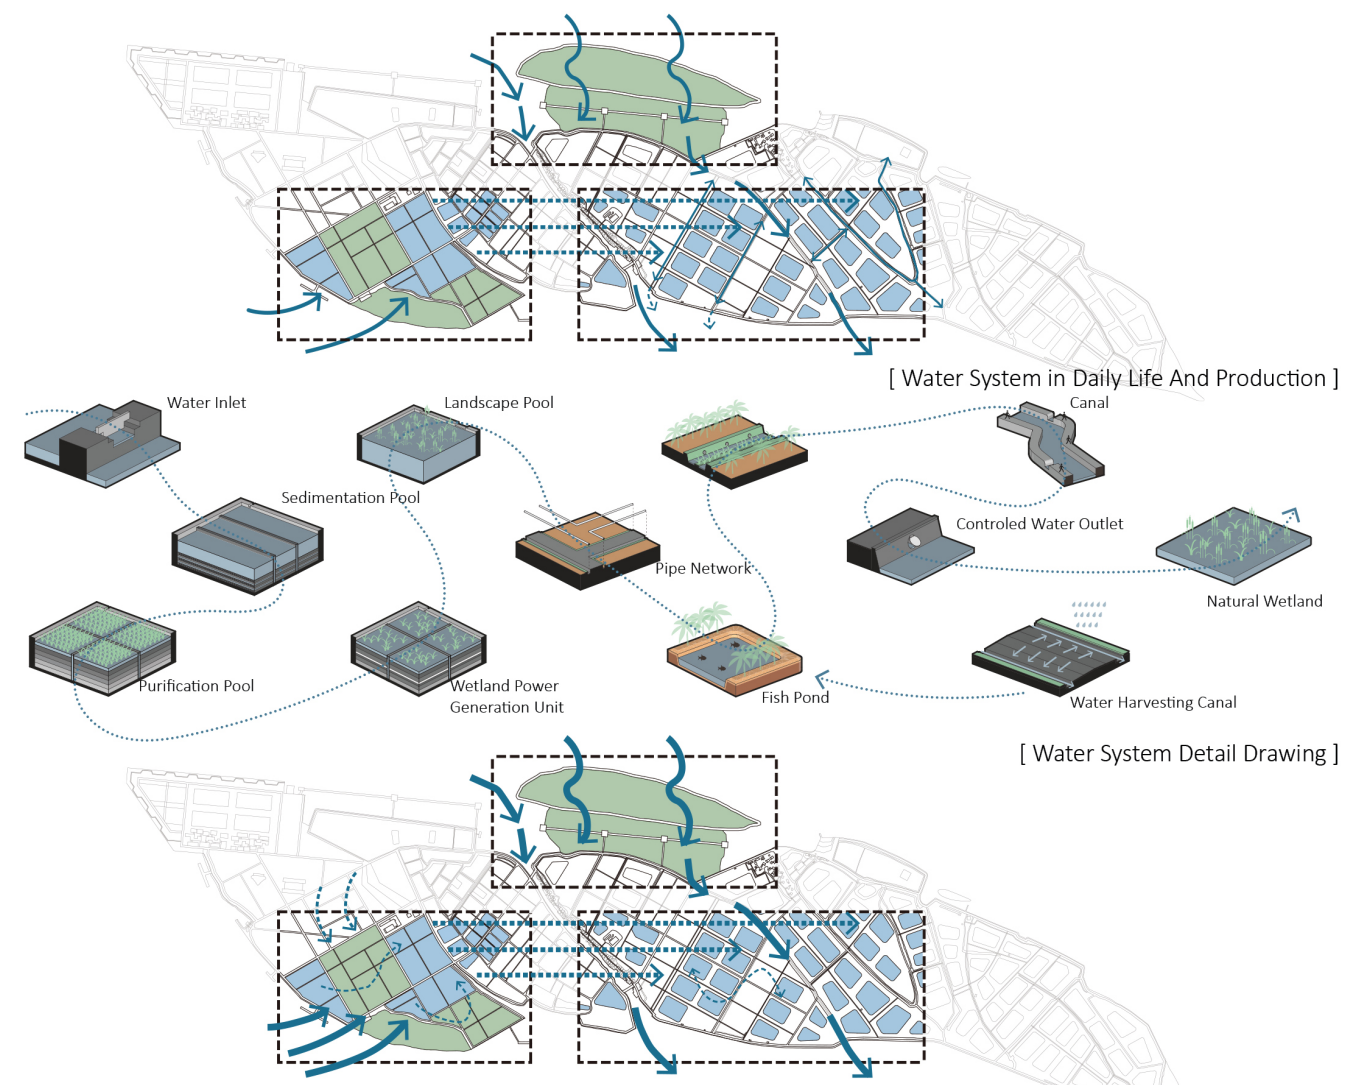 [ Water System in Daily Life And Production ]
Water Inlet
Landscape Pool
Canal
Sedimentation Pool
Controled Water Outlet
Pipe Network
Natural Wetland
Purification Pool
Wetland Power
Generation Unit
Fish Pond
Water Harvesting Canal
[ Water System Detail Drawing ]